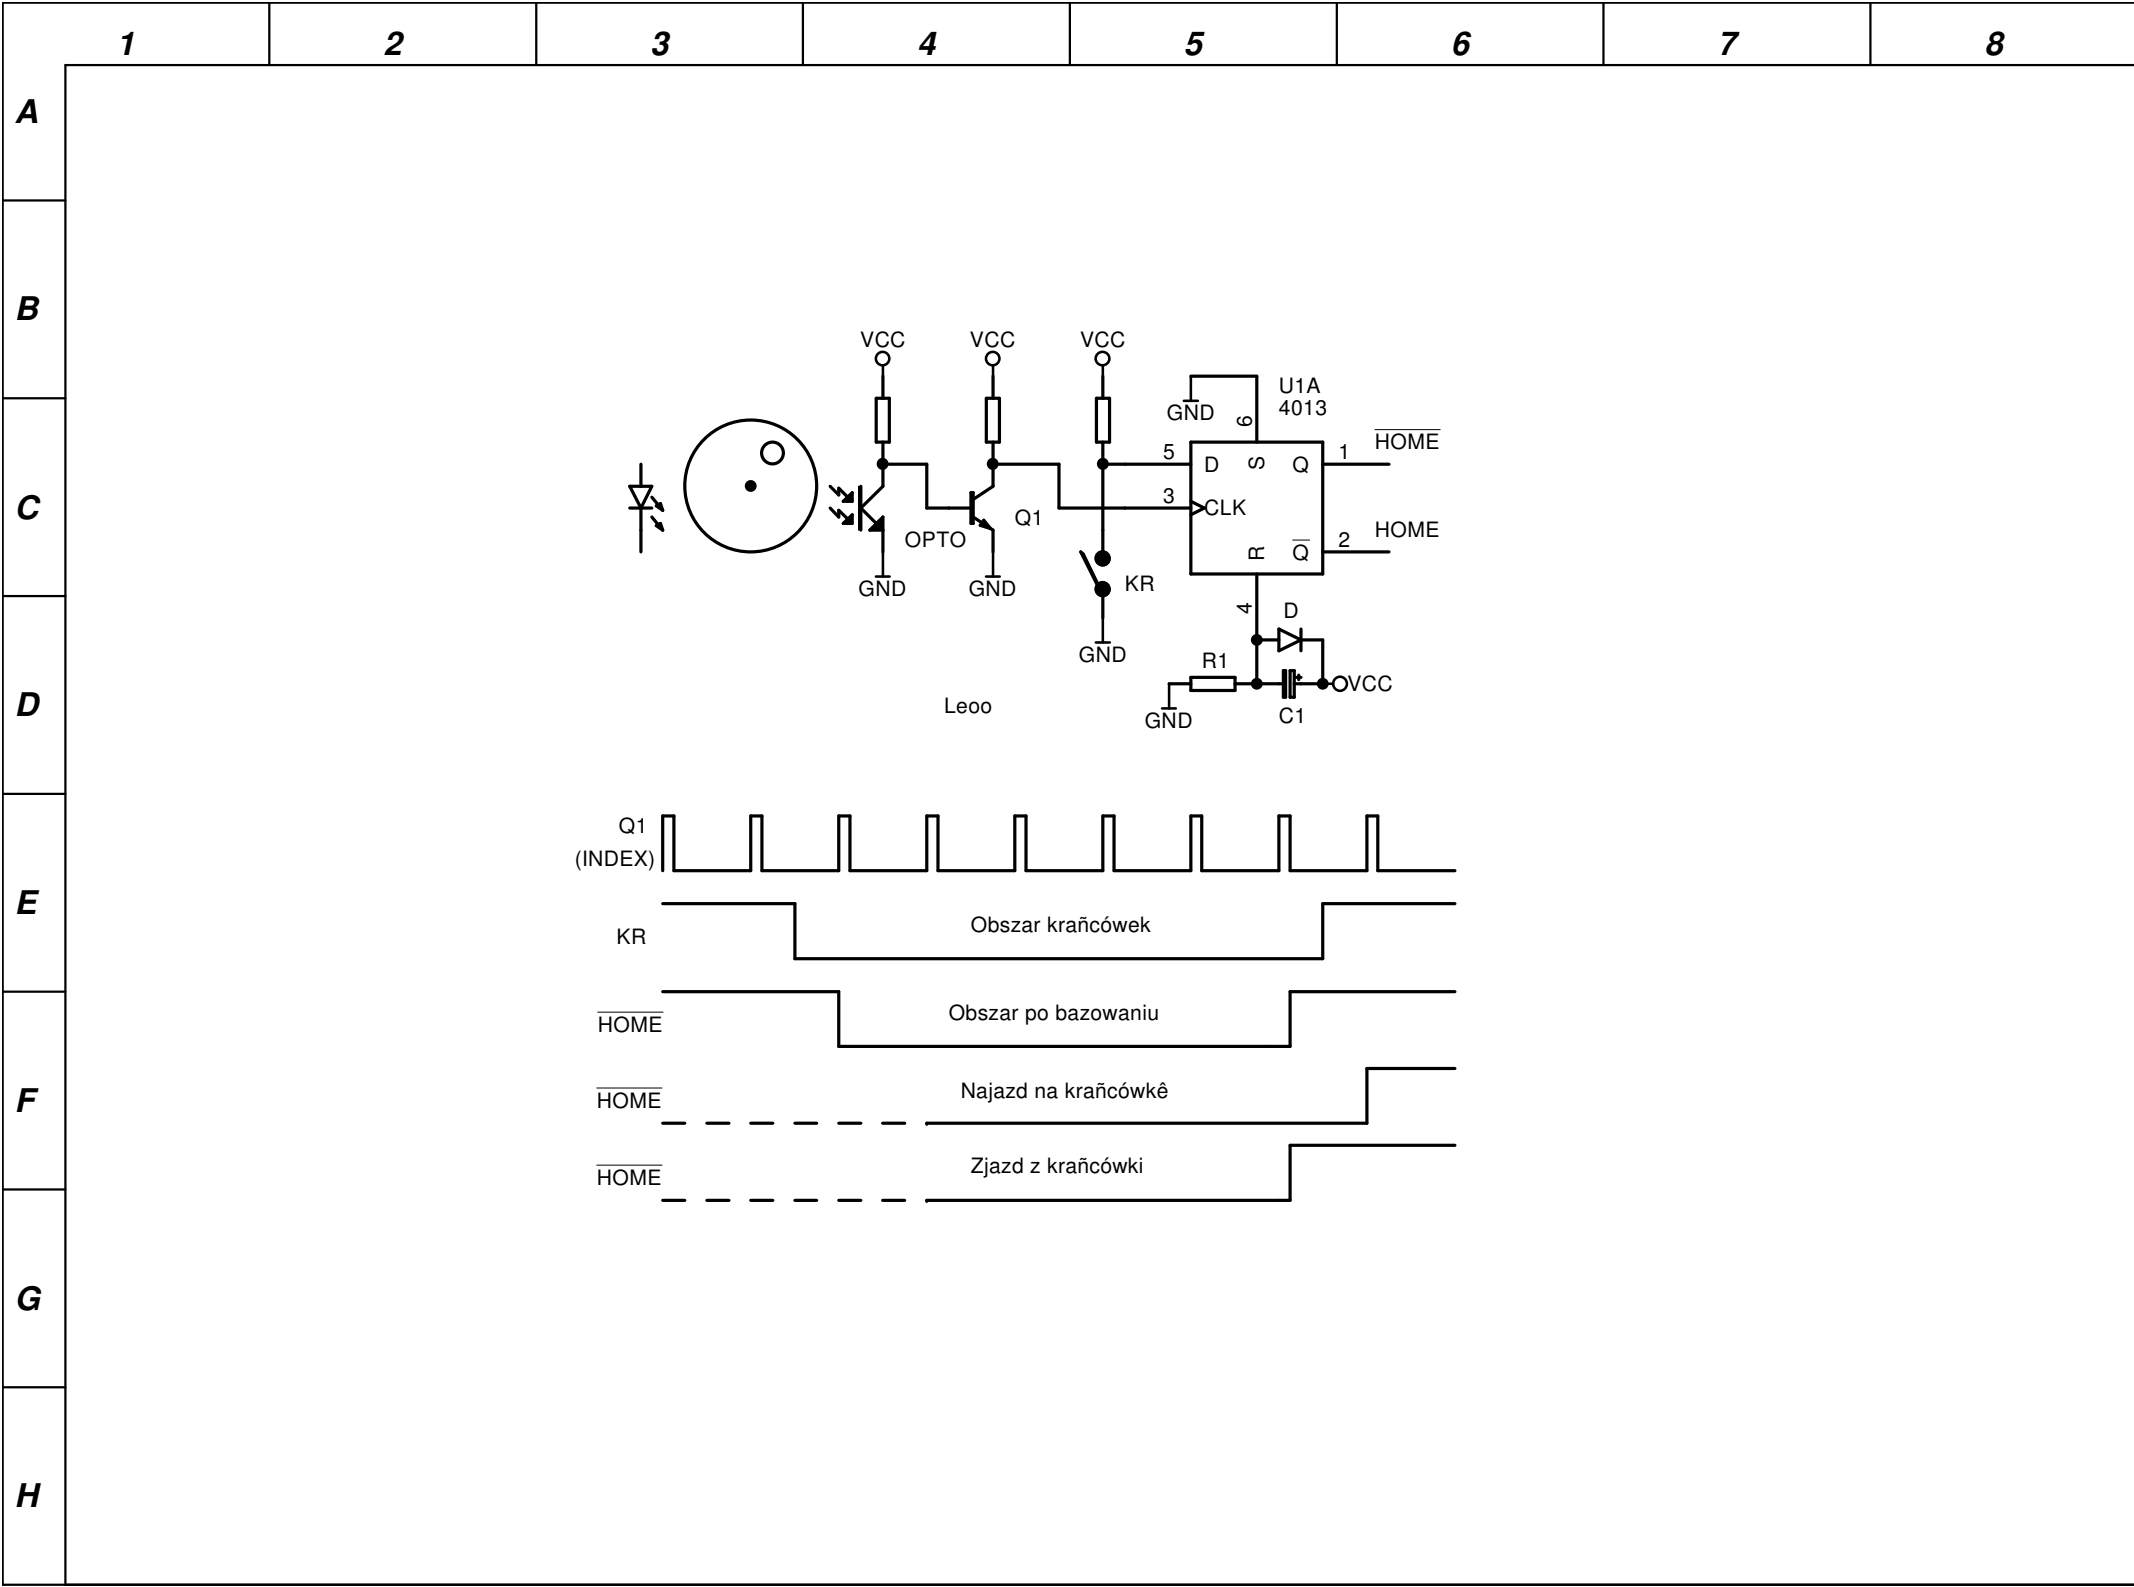 1 2 3 4 5 6 7 8
A
B
C
D
E
F
G
H
VCC VCC VCC
U1A
4013
GND
6
5 D S Q 1 HOME
3 CLK
OPTO Q1
R Q 2 HOME
GND GND KR
4 D
GND R1 VCC
GND C1
Leoo
Q1
(INDEX)
KR Obszar krañcówek
HOME Obszar po bazowaniu
HOME Najazd na krañcówkê
HOME Zjazd z krañcówki